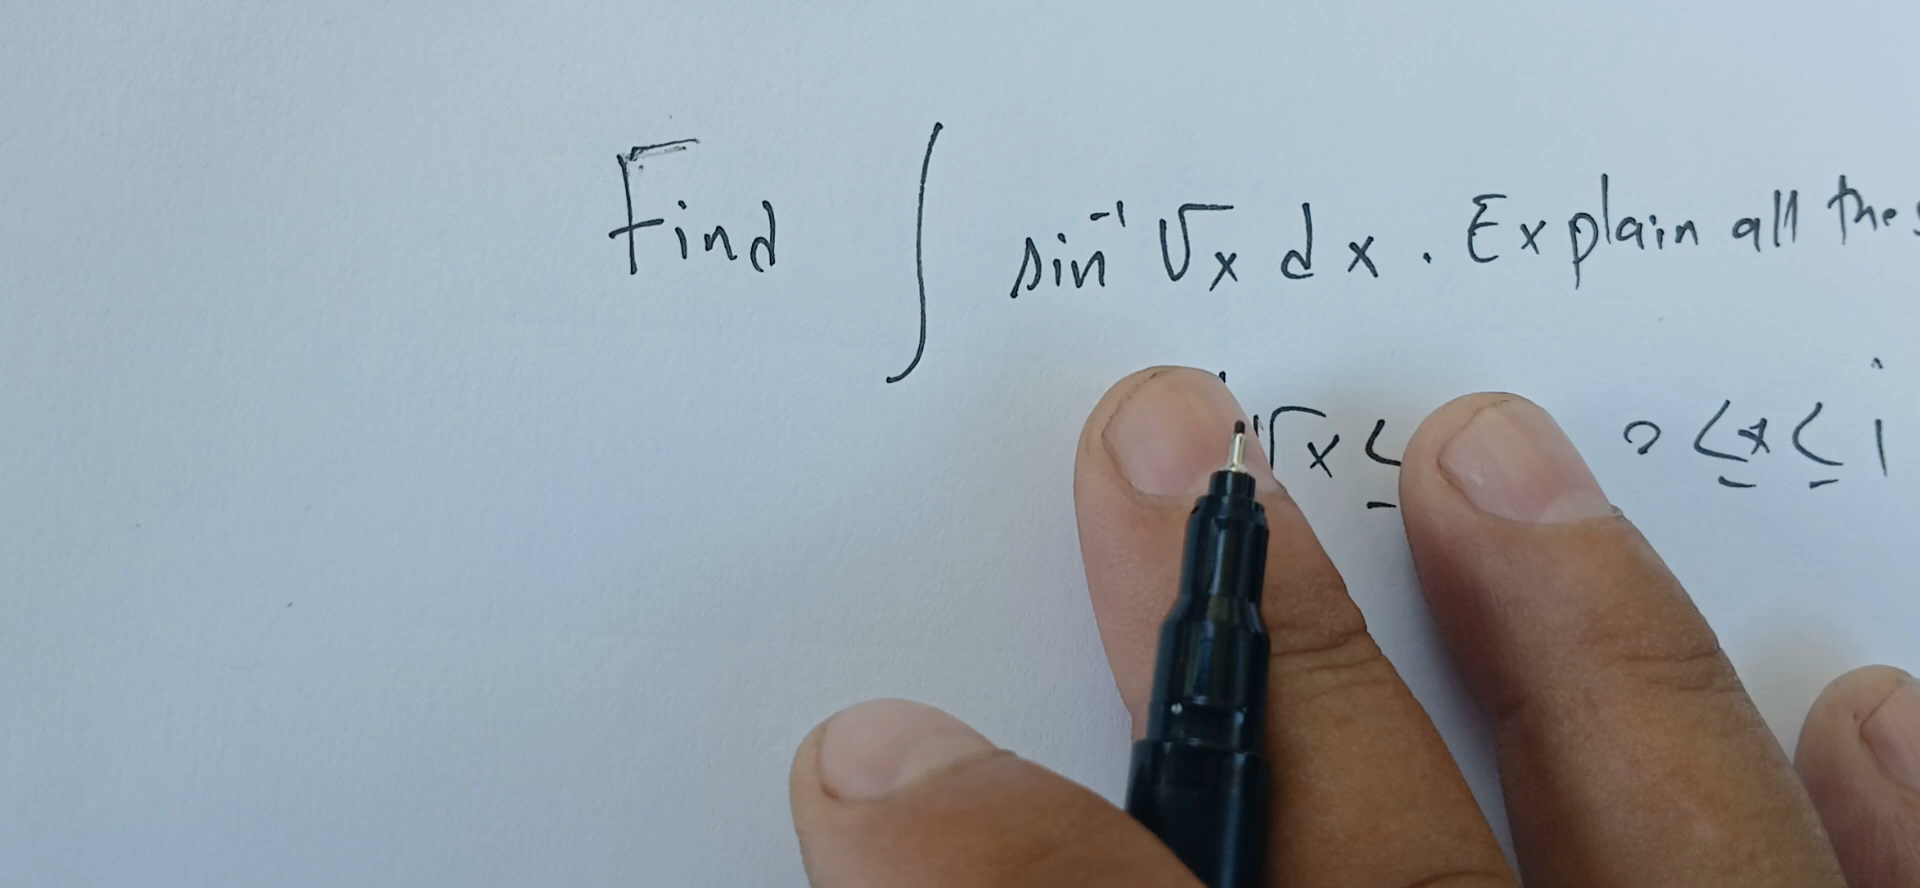 Find ∫ sin⁻¹ √x dx. Explain all the
√x ≤ 0 ≤ x ≤ 1